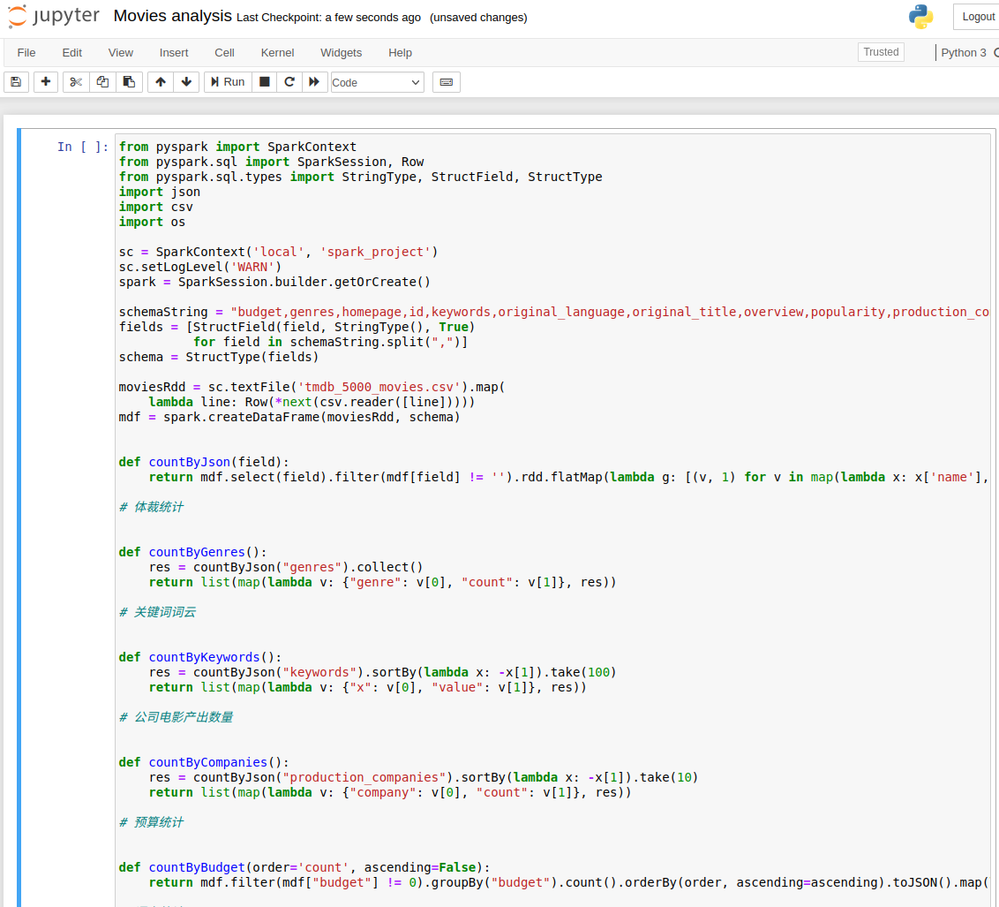 jupyter Movies analysis Last Checkpoint: a few seconds ago (unsaved changes)
Logout
File Edit View Insert Cell Kernel Widgets Help
Trusted
Python 3
Run
Code
In [ ]:
from pyspark import SparkContext
from pyspark.sql import SparkSession, Row
from pyspark.sql.types import StringType, StructField, StructType
import json
import csv
import os
sc = SparkContext('local', 'spark_project')
sc.setLogLevel('WARN')
spark = SparkSession.builder.getOrCreate()
schemaString = "budget,genres,homepage,id,keywords,original_language,original_title,overview,popularity,production_co
fields = [StructField(field, StringType(), True)
for field in schemaString.split(",")]
schema = StructType(fields)
moviesRdd = sc.textFile('tmdb_5000_movies.csv').map(
lambda line: Row(*next(csv.reader([line]))))
mdf = spark.createDataFrame(moviesRdd, schema)
def countByJson(field):
return mdf.select(field).filter(mdf[field] != '').rdd.flatMap(lambda g: [(v, 1) for v in map(lambda x: x['name'],
# 体裁统计
def countByGenres():
res = countByJson("genres").collect()
return list(map(lambda v: {"genre": v[0], "count": v[1]}, res))
# 关键词词云
def countByKeywords():
res = countByJson("keywords").sortBy(lambda x: -x[1]).take(100)
return list(map(lambda v: {"x": v[0], "value": v[1]}, res))
# 公司电影产出数量
def countByCompanies():
res = countByJson("production_companies").sortBy(lambda x: -x[1]).take(10)
return list(map(lambda v: {"company": v[0], "count": v[1]}, res))
# 预算统计
def countByBudget(order='count', ascending=False):
return mdf.filter(mdf["budget"] != 0).groupBy("budget").count().orderBy(order, ascending=ascending).toJSON().map(